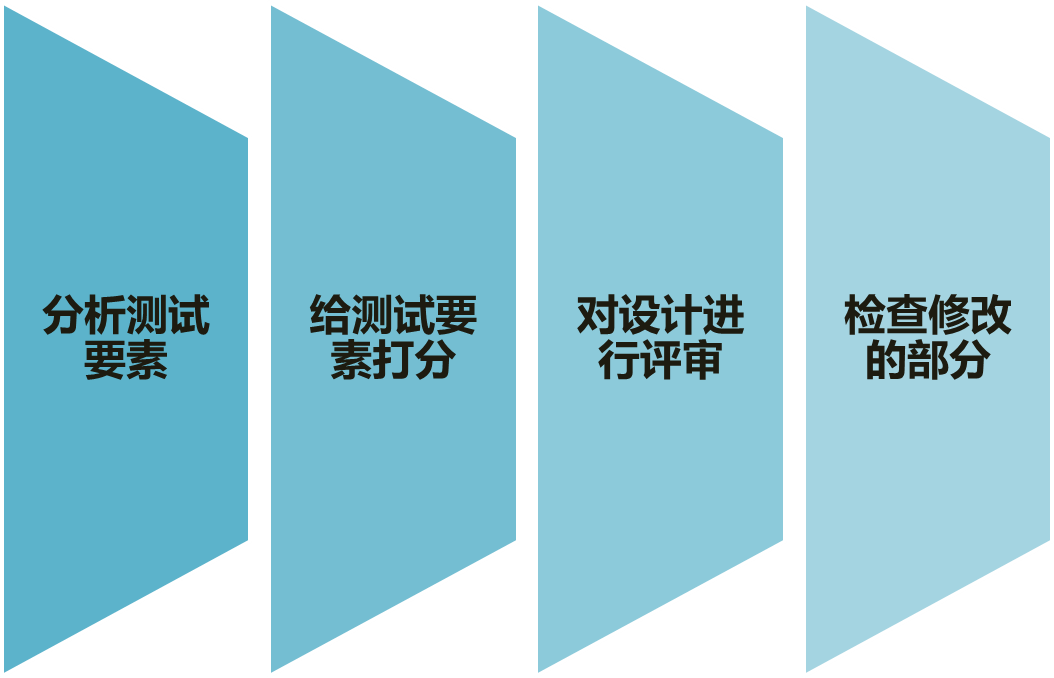 分析测试
要素
给测试要
素打分
对设计进
行评审
检查修改
的部分